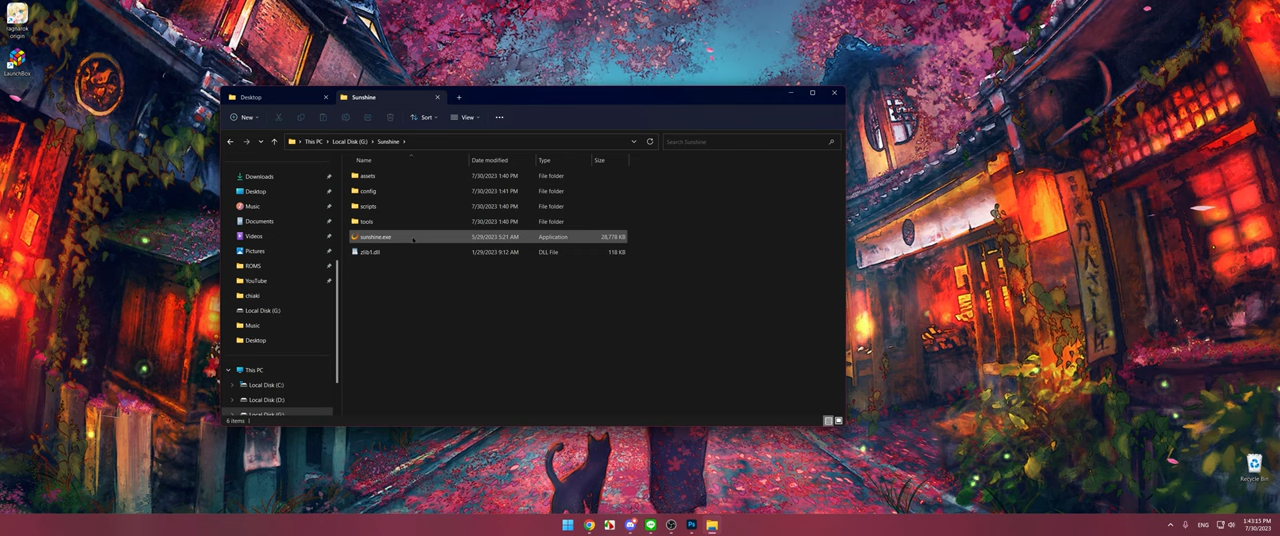 ragnarok
origin
LaunchBox
Desktop
Sunshine
New
Sort
View
This PC
Local Disk (G:)
Sunshine
Search Sunshine
Name
Date modified
Type
Size
Downloads
Desktop
Music
Documents
Videos
Pictures
ROMS
YouTube
chiaki
Local Disk (G:)
Music
Desktop
This PC
Local Disk (C:)
Local Disk (D:)
Local Disk (G:)
assets 7/30/2023 1:40 PM File folder
config 7/30/2023 1:41 PM File folder
scripts 7/30/2023 1:40 PM File folder
tools 7/30/2023 1:40 PM File folder
sunshine.exe 5/29/2023 5:21 AM Application 28,778 KB
zlib1.dll 1/29/2023 9:12 AM DLL File 118 KB
6 items
Recycle Bin
Ps
ENG
1:43:15 PM
7/30/2023